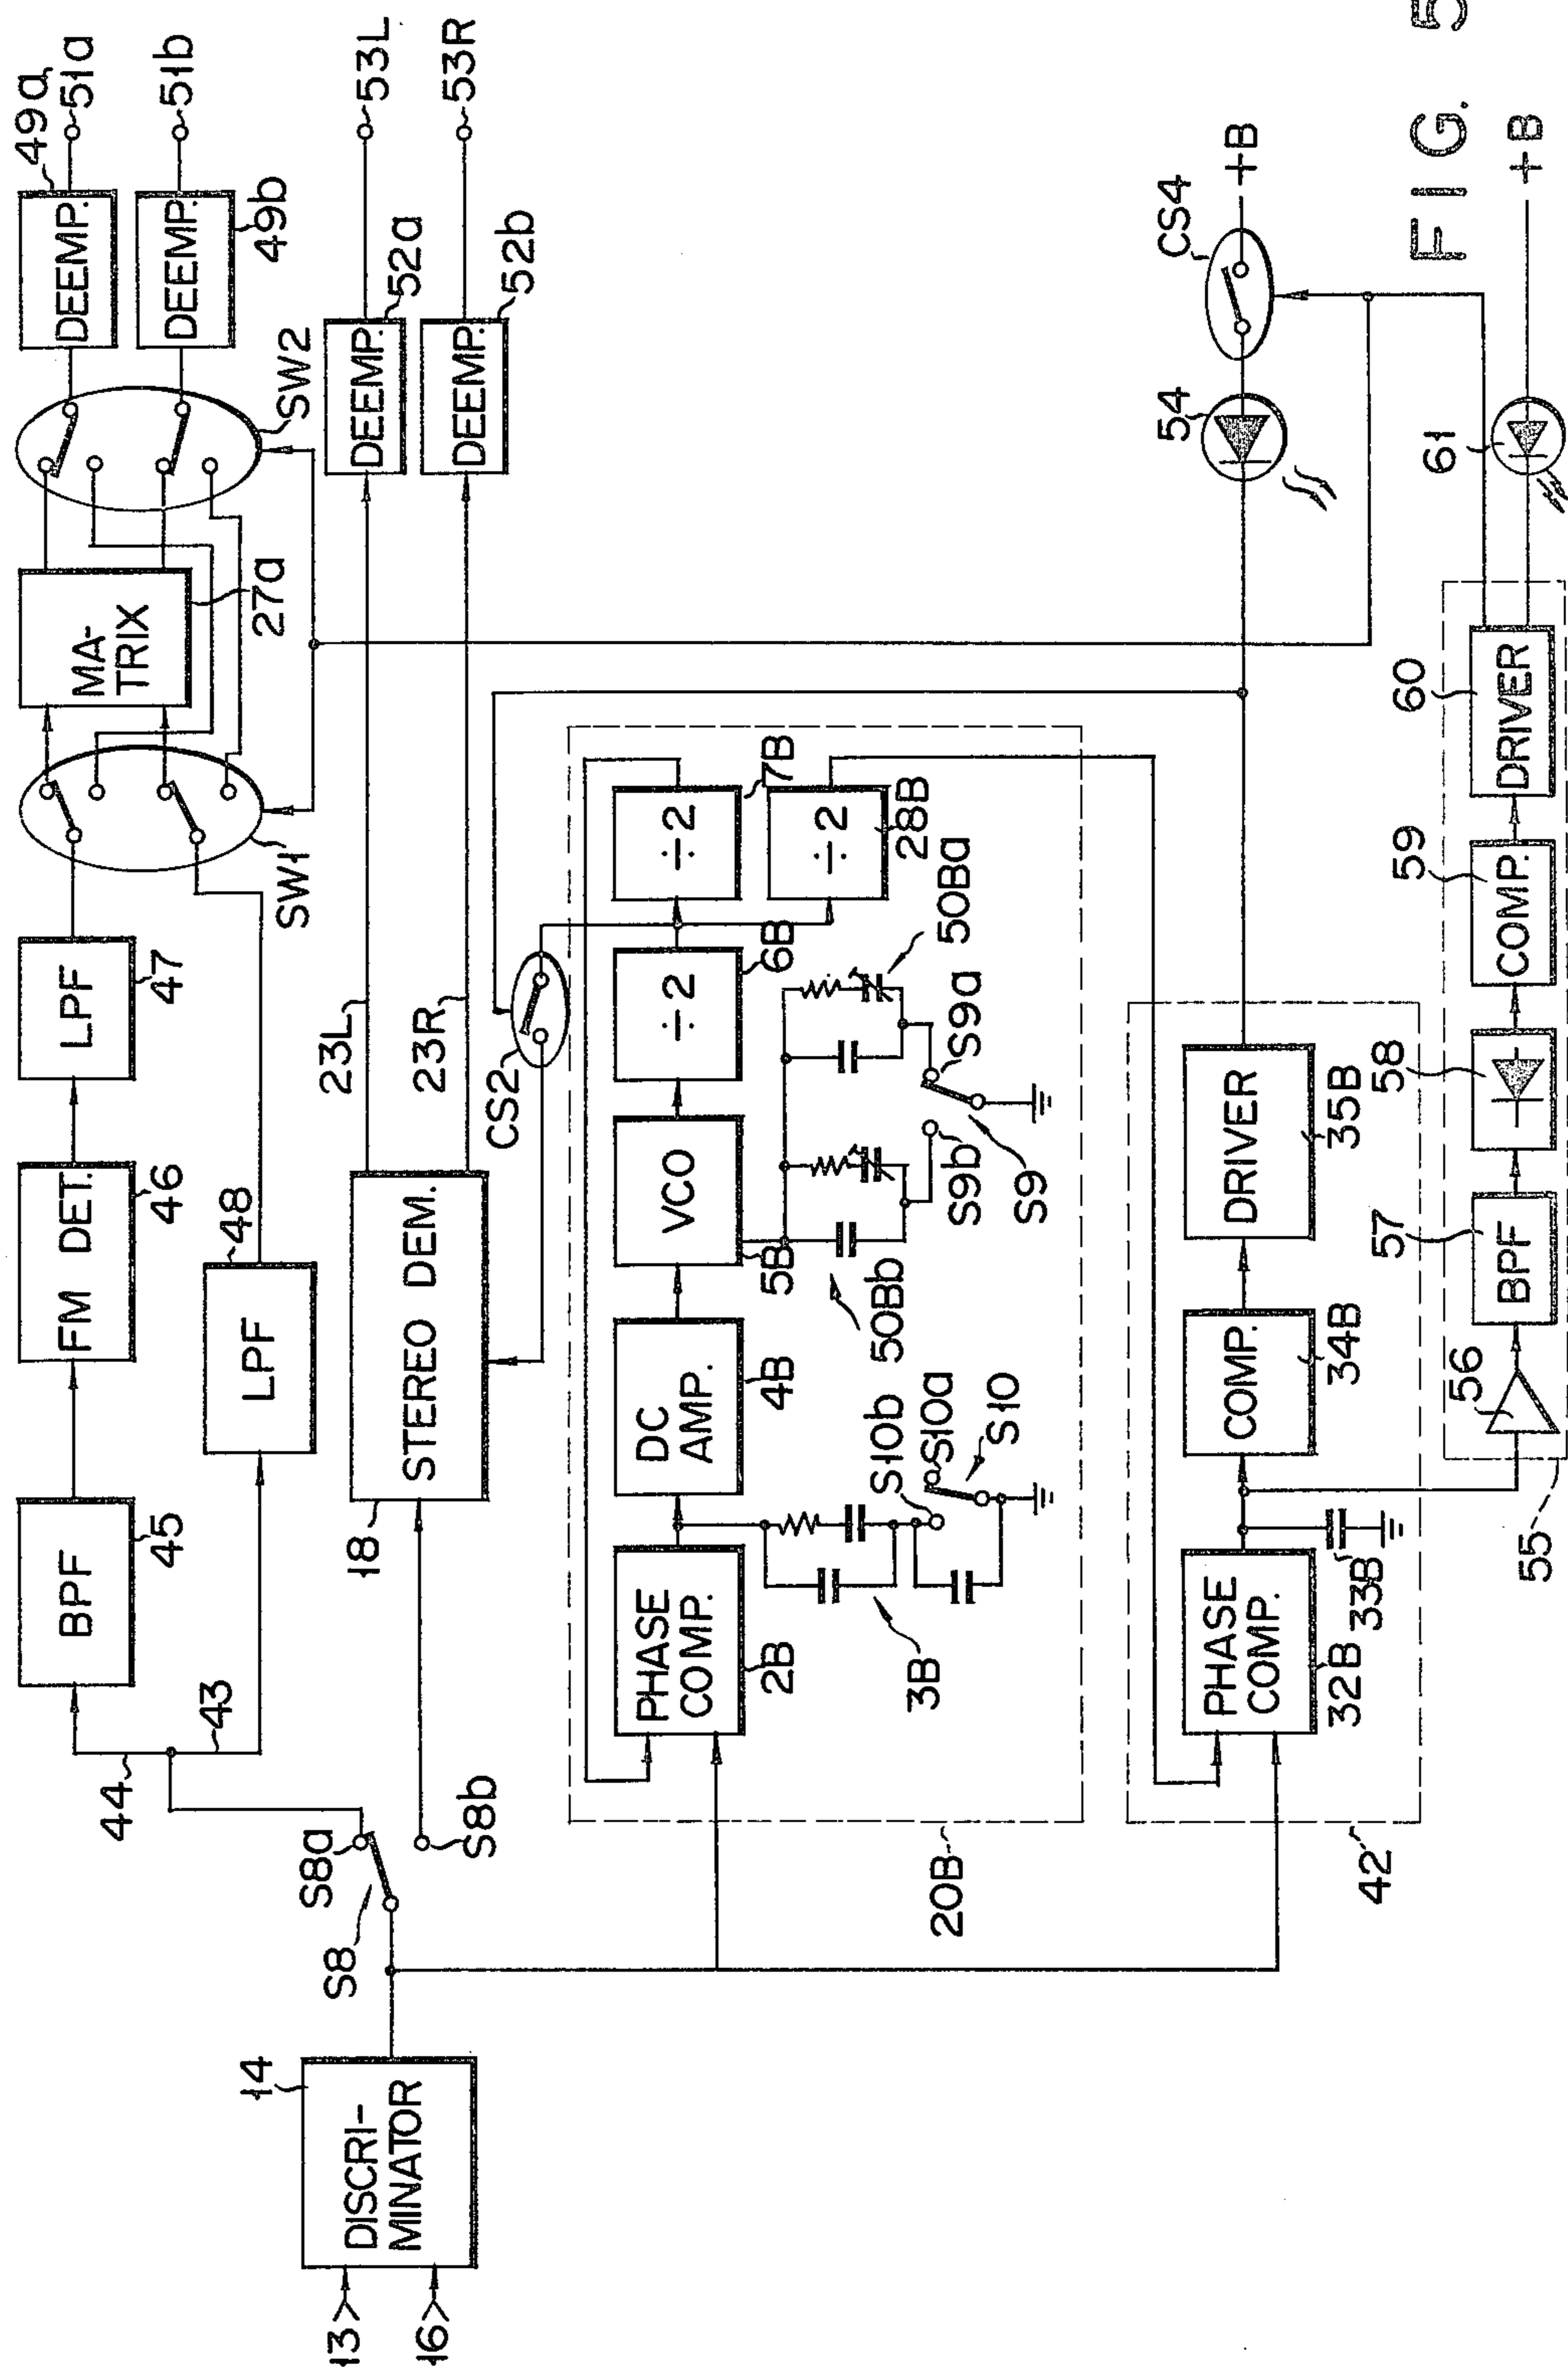 FIG. 5
13
16
14
DISCRI-
MINATOR
S8
S8a
S8b
44
43
BPF
45
FM DET.
46
LPF
47
LPF
48
SW1
MA-
TRIX
27a
SW2
DEEMP.
49a
51a
DEEMP.
49b
51b
18
STEREO DEM.
23L
23R
DEEMP.
52a
53L
DEEMP.
52b
53R
CS2
20B
PHASE
COMP.
2B
3B
DC
AMP.
4B
S10b
S10a
S10
VCO
5B
50Bb
50Ba
S9b
S9a
S9
÷2
6B
÷2
7B
÷2
28B
42
PHASE
COMP.
32B
33B
COMP.
34B
DRIVER
35B
54
CS4
+B
55
56
57
BPF
58
59
COMP.
60
DRIVER
61
+B